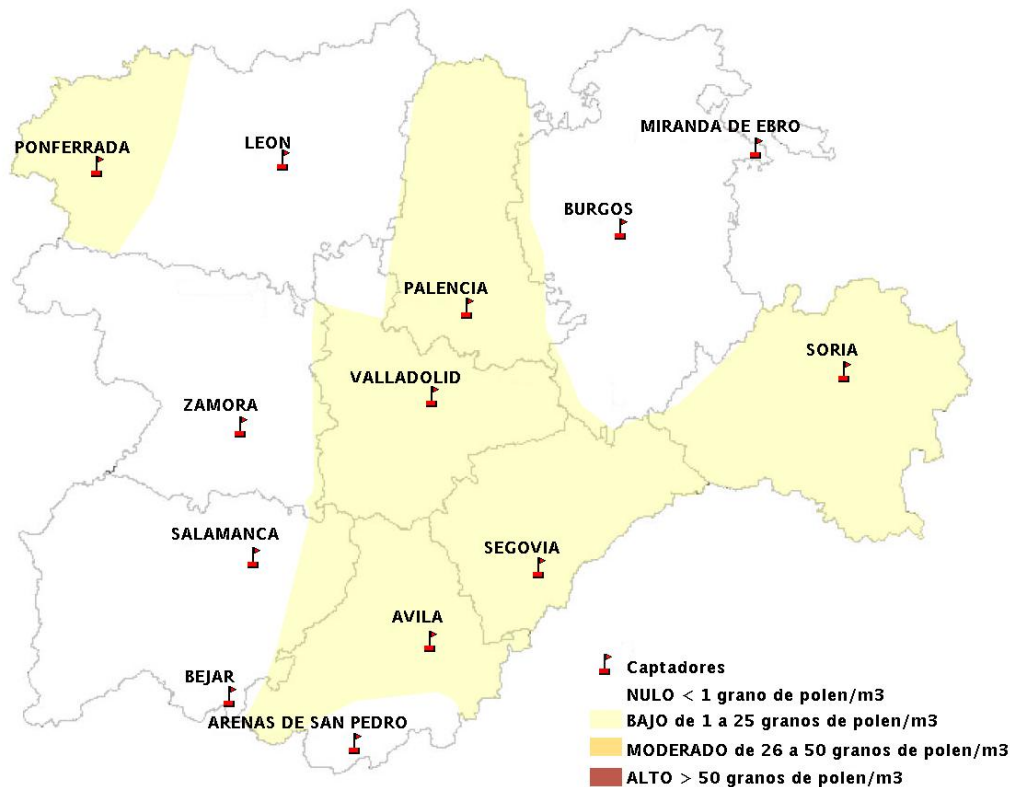 MIRANDA DE EBRO
PONFERRADA
LEON
BURGOS
PALENCIA
SORIA
VALLADOLID
ZAMORA
SALAMANCA
SEGOVIA
AVILA
BEJAR
ARENAS DE SAN PEDRO
Captadores
NULO < 1 grano de polen/m3
BAJO de 1 a 25 granos de polen/m3
MODERADO de 26 a 50 granos de polen/m3
ALTO > 50 granos de polen/m3